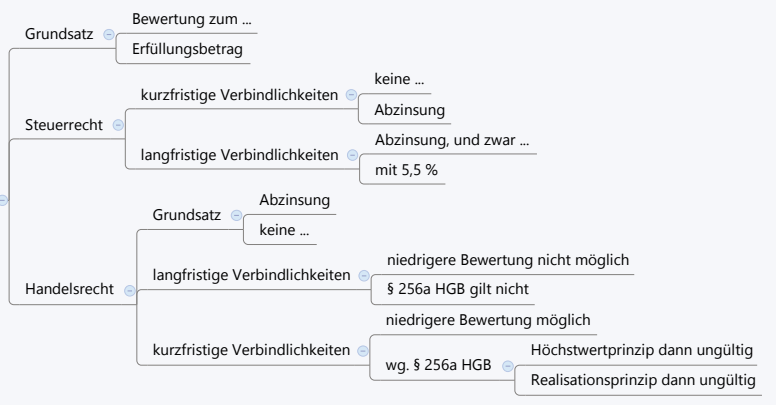 Grundsatz
Bewertung zum ...
Erfüllungsbetrag
Steuerrecht
kurzfristige Verbindlichkeiten
keine ...
Abzinsung
langfristige Verbindlichkeiten
Abzinsung, und zwar ...
mit 5,5 %
Handelsrecht
Grundsatz
Abzinsung
keine ...
langfristige Verbindlichkeiten
niedrigere Bewertung nicht möglich
§ 256a HGB gilt nicht
kurzfristige Verbindlichkeiten
niedrigere Bewertung möglich
wg. § 256a HGB
Höchstwertprinzip dann ungültig
Realisationsprinzip dann ungültig